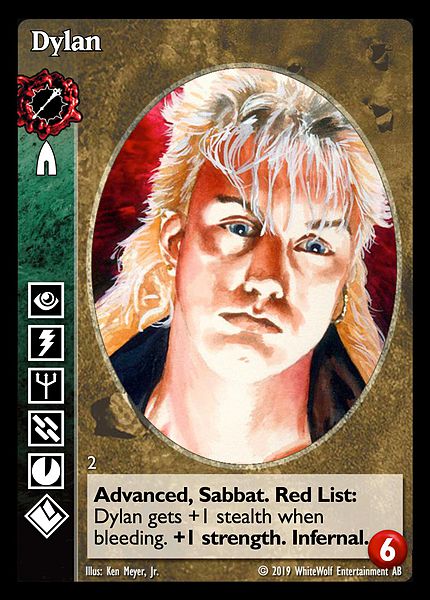 Dylan
2
Advanced, Sabbat. Red List:
Dylan gets +1 stealth when
bleeding. +1 strength. Infernal.
6
Illus: Ken Meyer, Jr.
© 2019 WhiteWolf Entertainment AB